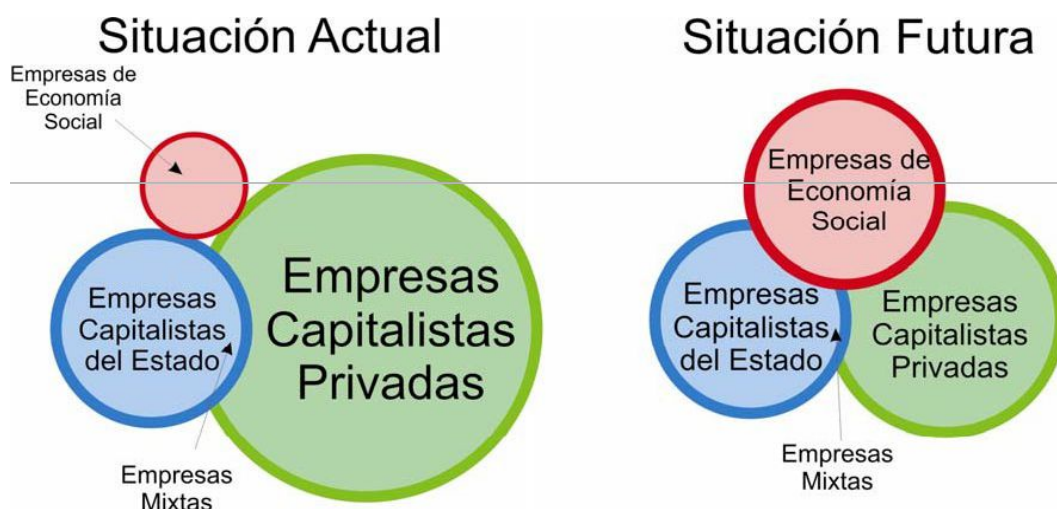 Situación Actual
Empresas de
Economía
Social
Empresas
Capitalistas
del Estado
Empresas
Capitalistas
Privadas
Empresas
Mixtas
Situación Futura
Empresas de
Economía
Social
Empresas
Capitalistas
del Estado
Empresas
Capitalistas
Privadas
Empresas
Mixtas